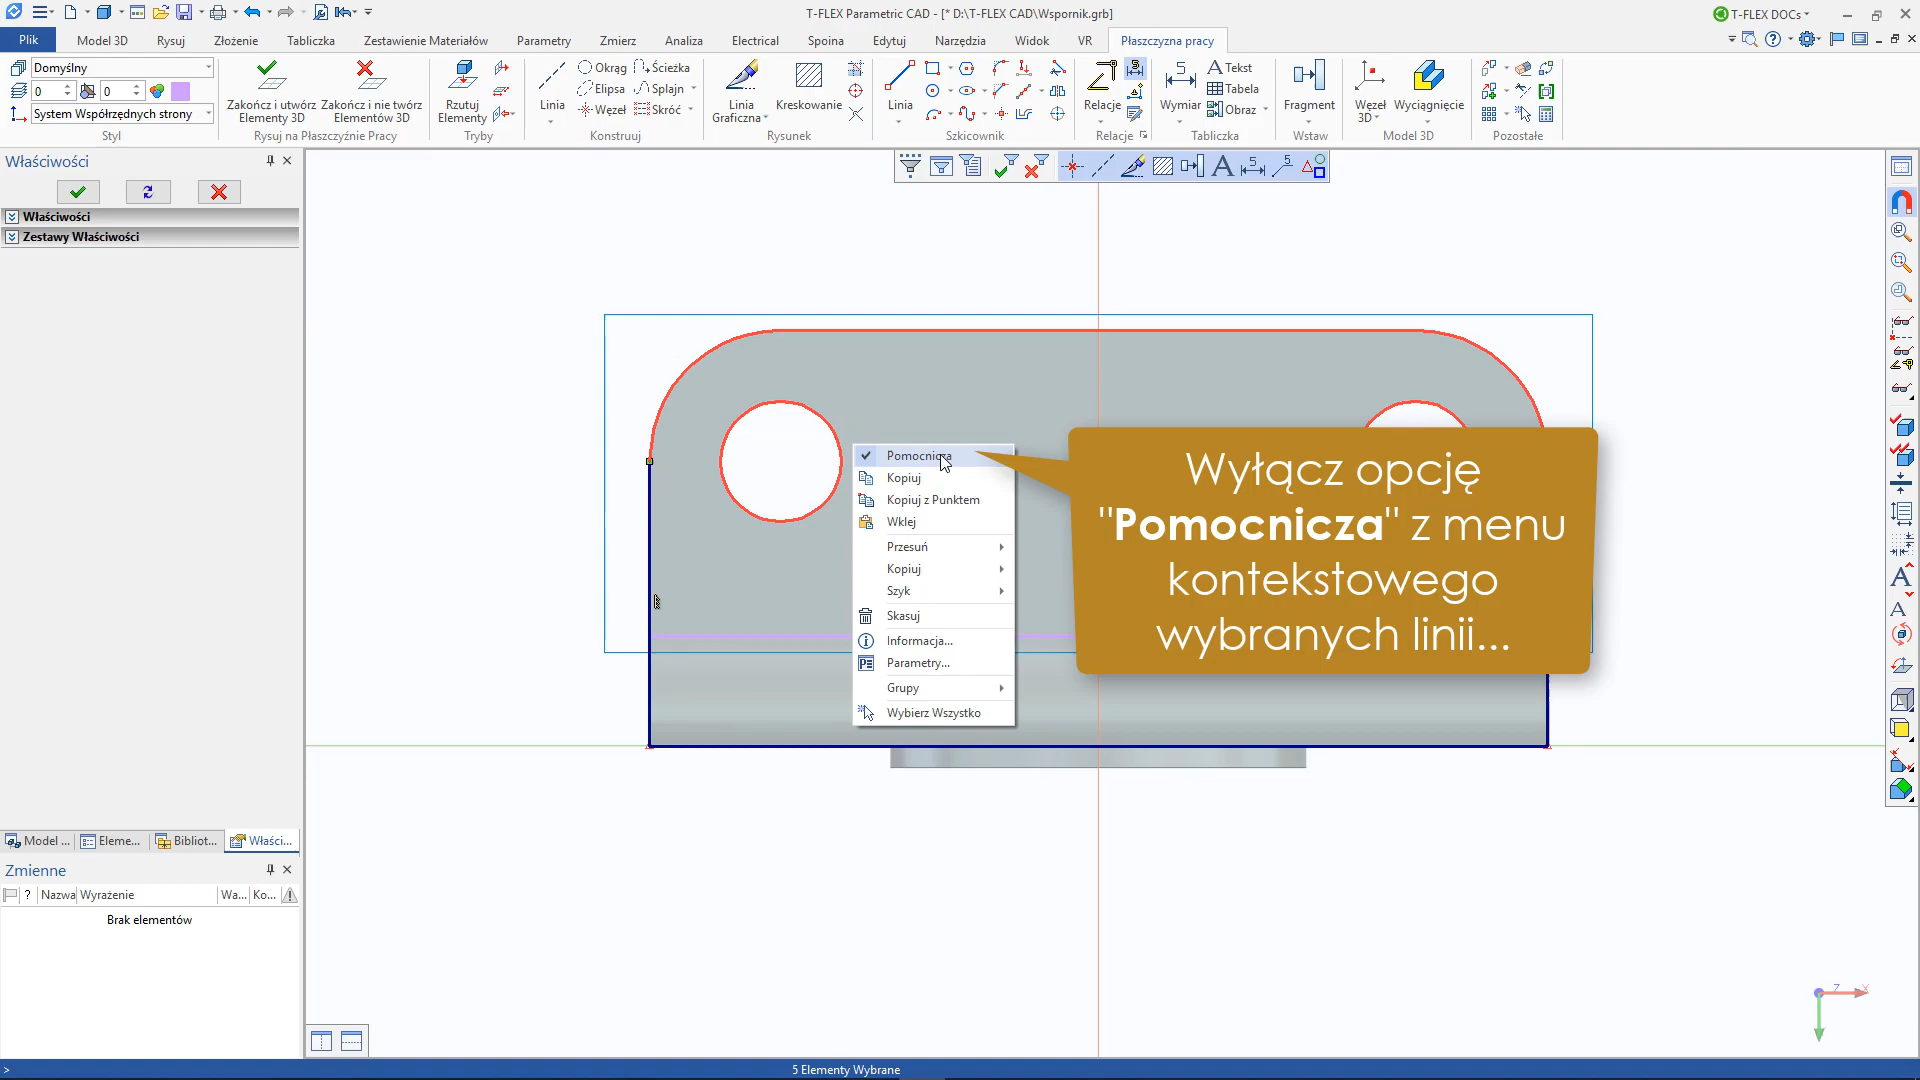 T-FLEX Parametric CAD - [* D:\T-FLEX CAD\Wspornik.grb]
T-FLEX DOCs
Plik
Model 3D
Rysuj
Złożenie
Tabliczka
Zestawienie Materiałów
Parametry
Zmierz
Analiza
Electrical
Spoina
Edytuj
Narzędzia
Widok
VR
Płaszczyzna pracy
Domyślny
0
0
System Współrzędnych strony
Styl
Zakończ i utwórz
Elementy 3D
Zakończ i nie twórz
Elementów 3D
Rysuj na Płaszczyźnie Pracy
Rzutuj
Elementy
Tryby
Linia
Okrąg
Ścieżka
Elipsa
Splajn
Węzeł
Skróć
Konstruuj
Linia
Graficzna
Kreskowanie
Rysunek
Linia
Szkicownik
Relacje
Relacje
5
Wymiar
Tekst
Tabela
Obraz
Tabliczka
Fragment
Wstaw
Węzeł
3D
Wyciągnięcie
Model 3D
Pozostałe
Właściwości
Właściwości
Zestawy Właściwości
Pomocnicza
Kopiuj
Kopiuj z Punktem
Wklej
Przesuń
Kopiuj
Szyk
Skasuj
Informacja...
Parametry...
Grupy
Wybierz Wszystko
Wyłącz opcję
"Pomocnicza" z menu
kontekstowego
wybranych linii...
Model ...
Eleme...
Bibliot...
Właści...
Zmienne
?
Nazwa
Wyrażenie
Wa...
Ko...
Brak elementów
Z
X
>
5 Elementy Wybrane